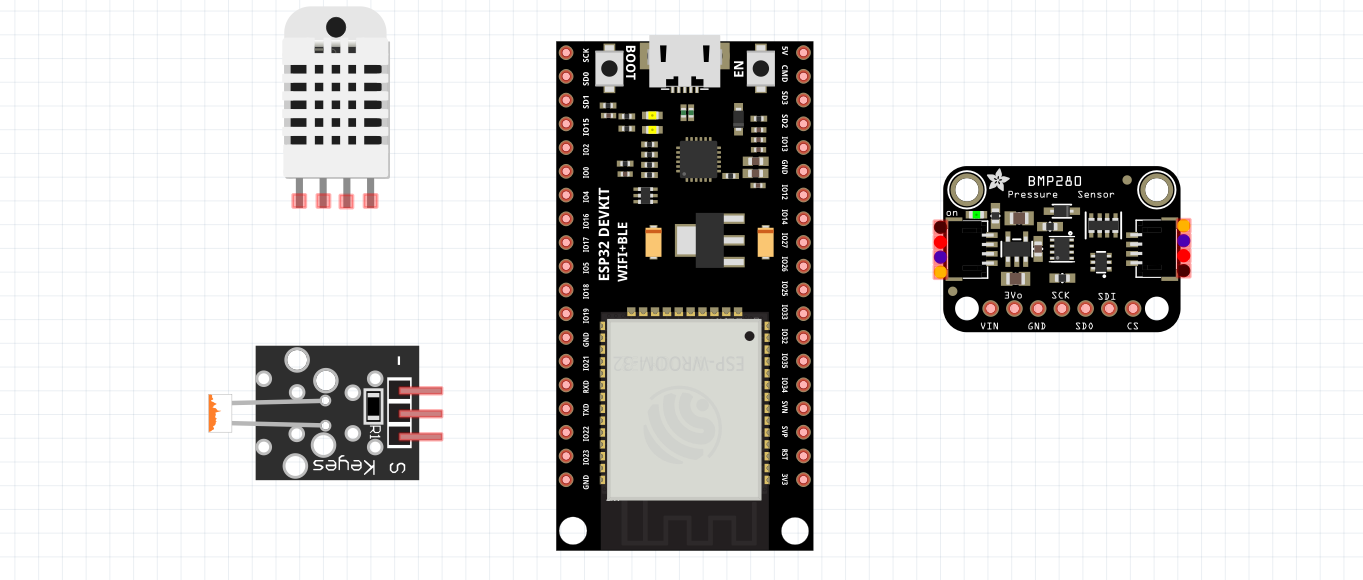 SCK
SD0
SD1
IO15
IO2
IO0
IO4
IO16
IO17
IO5
IO18
IO19
GND
IO21
RXD
TXD
IO22
IO23
GND
BOOT
EN
5V
CMD
SD3
SD2
IO13
GND
IO12
IO14
IO27
IO26
IO25
IO33
IO32
IO35
IO34
SVN
SVP
RST
3V3
ESP32 DEVKIT
WIFI+BLE
ESP-WROOM-32
BMP280
Pressure Sensor
on
3Vo SCK SDI
VIN GND SDO CS
-
R1
Keyes S